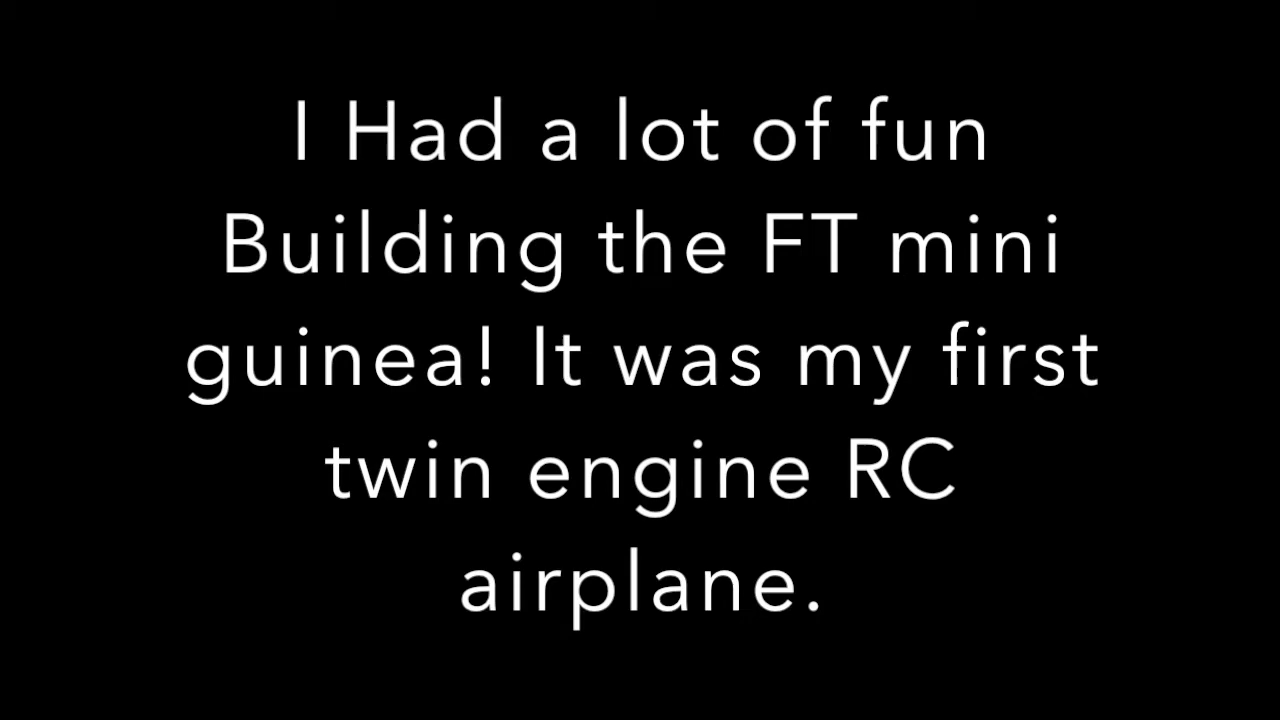 I Had a lot of fun
Building the FT mini
guinea! It was my first
twin engine RC
airplane.